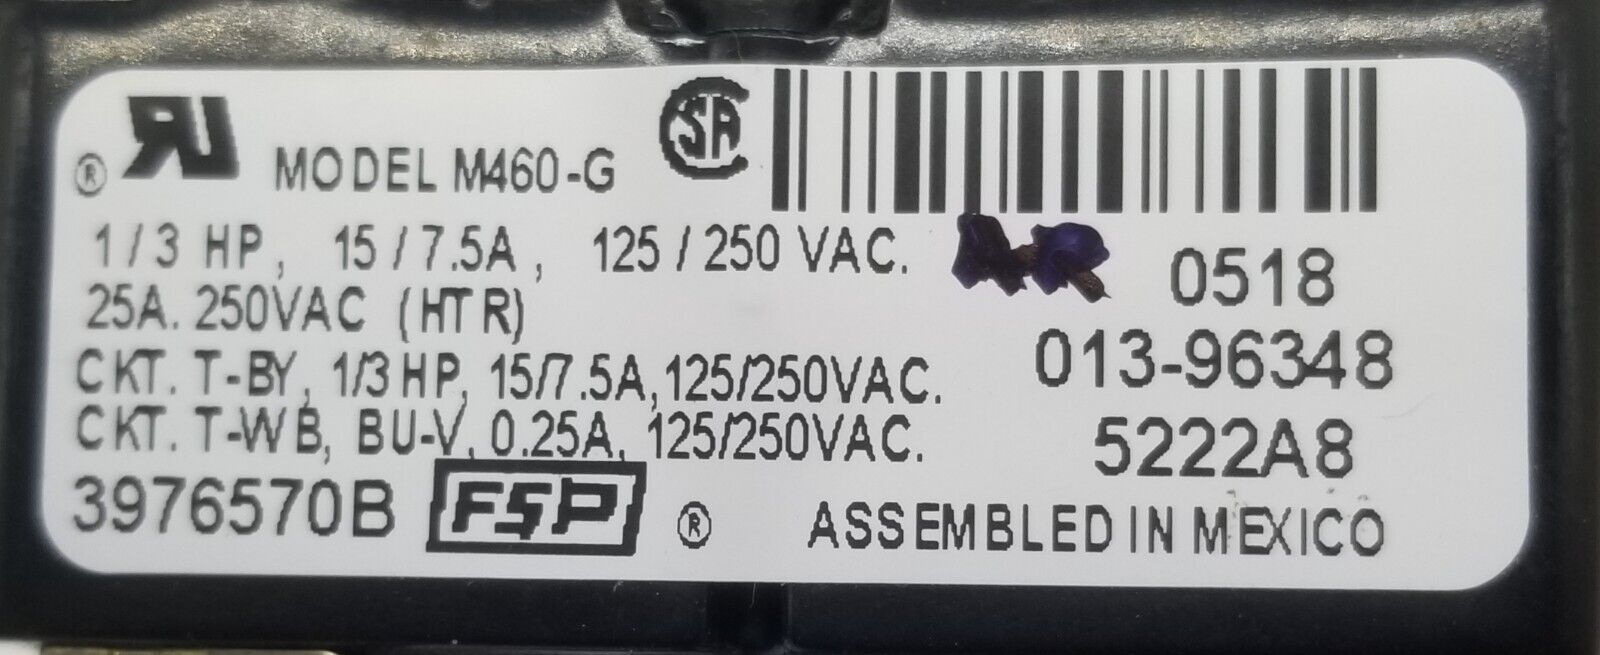 ® RU MODEL M460-G CSA
1/3 HP, 15/7.5A, 125/250 VAC. 0518
25A. 250VAC (HTR) 013-96348
CKT. T-BY, 1/3 HP, 15/7.5A, 125/250VAC.
CKT. T-WB, BU-V, 0.25A, 125/250VAC. 5222A8
3976570B FSP ® ASSEMBLED IN MEXICO